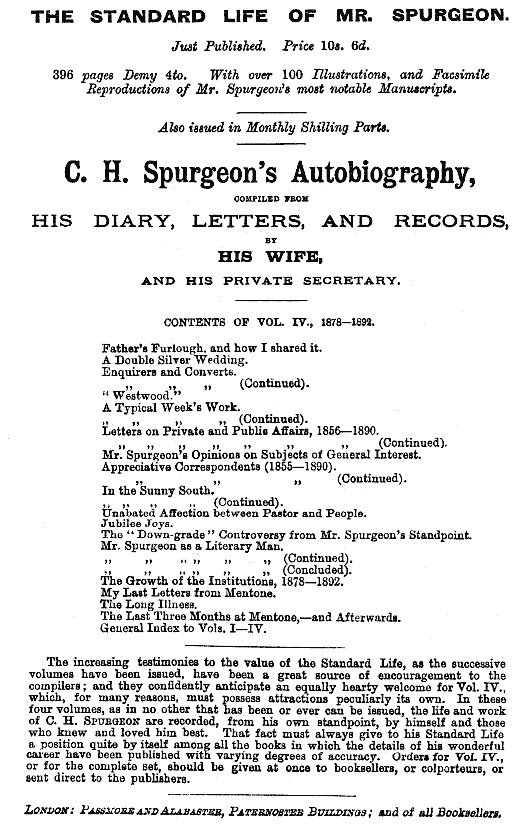 THE STANDARD LIFE OF MR. SPURGEON.
Just Published. Price 10s. 6d.
396 pages Demy 4to. With over 100 Illustrations, and Facsimile
Reproductions of Mr. Spurgeon's most notable Manuscripts.
Also issued in Monthly Shilling Parts.
C. H. Spurgeon's Autobiography,
COMPILED FROM
HIS DIARY, LETTERS, AND RECORDS,
BY
HIS WIFE,
AND HIS PRIVATE SECRETARY.
CONTENTS OF VOL. IV., 1878—1892.
Father's Furlough, and how I shared it.
A Double Silver Wedding.
Enquirers and Converts.
„ „ „ (Continued).
"Westwood."
A Typical Week's Work.
„ „ „ „ (Continued).
Letters on Private and Public Affairs, 1856—1890.
„ „ „ „ „ „ „ (Continued).
Mr. Spurgeon's Opinions on Subjects of General Interest.
Appreciative Correspondents (1855—1890).
„ „ „ (Continued).
In the Sunny South.
„ „ „ „ (Continued).
Unabated Affection between Pastor and People.
Jubilee Joys.
The "Down-grade" Controversy from Mr. Spurgeon's Standpoint.
Mr. Spurgeon as a Literary Man.
„ „ „ „ „ „ (Continued).
„ „ „ „ „ „ (Concluded).
The Growth of the Institutions, 1878—1892.
My Last Letters from Mentone.
The Long Illness.
The Last Three Months at Mentone,—and Afterwards.
General Index to Vols. I—IV.
The increasing testimonies to the value of the Standard Life, as the successive
volumes have been issued, have been a great source of encouragement to the
compilers; and they confidently anticipate an equally hearty welcome for Vol. IV.,
which, for many reasons, must possess attractions peculiarly its own. In these
four volumes, as in no other that has been or ever can be issued, the life and work
of C. H. SPURGEON are recorded, from his own standpoint, by himself and those
who knew and loved him best. That fact must always give to his Standard Life
a position quite by itself among all the books in which the details of his wonderful
career have been published with varying degrees of accuracy. Orders for Vol. IV.,
or for the complete set, should be given at once to booksellers, or colporteurs, or
sent direct to the publishers.
LONDON: PASSMORE AND ALABASTER, PATERNOSTER BUILDINGS; and of all Booksellers.